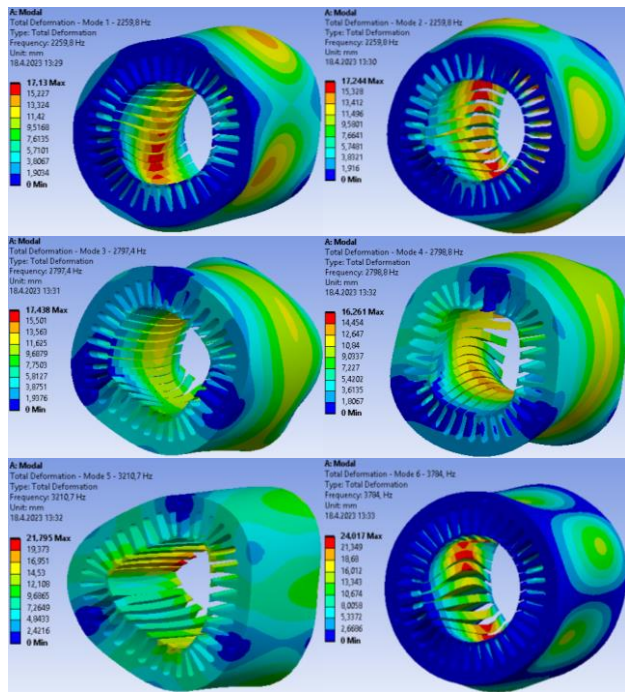 A: Modal
Total Deformation - Mode 1 - 2259,8 Hz
Type: Total Deformation
Frequency: 2259,8 Hz
Unit: mm
18.4.2023 13:29
17,13 Max
15,227
13,324
11,42
9,5168
7,6135
5,7101
3,8067
1,9034
0 Min
A: Modal
Total Deformation - Mode 2 - 2259,8 Hz
Type: Total Deformation
Frequency: 2259,8 Hz
Unit: mm
18.4.2023 13:30
17,244 Max
15,328
13,412
11,496
9,5801
7,6641
5,7481
3,8321
1,916
0 Min
A: Modal
Total Deformation - Mode 3 - 2797,4 Hz
Type: Total Deformation
Frequency: 2797,4 Hz
Unit: mm
18.4.2023 13:31
17,438 Max
15,501
13,563
11,625
9,6879
7,7503
5,8127
3,8751
1,9376
0 Min
A: Modal
Total Deformation - Mode 4 - 2798,8 Hz
Type: Total Deformation
Frequency: 2798,8 Hz
Unit: mm
18.4.2023 13:32
16,261 Max
14,454
12,647
10,84
9,0337
7,227
5,4202
3,6135
1,8067
0 Min
A: Modal
Total Deformation - Mode 5 - 3210,7 Hz
Type: Total Deformation
Frequency: 3210,7 Hz
Unit: mm
18.4.2023 13:32
21,795 Max
19,373
16,951
14,53
12,108
9,6865
7,2649
4,8433
2,4216
0 Min
A: Modal
Total Deformation - Mode 6 - 3784, Hz
Type: Total Deformation
Frequency: 3784, Hz
Unit: mm
18.4.2023 13:33
24,017 Max
21,349
18,68
16,012
13,343
10,674
8,0058
5,3372
2,6686
0 Min